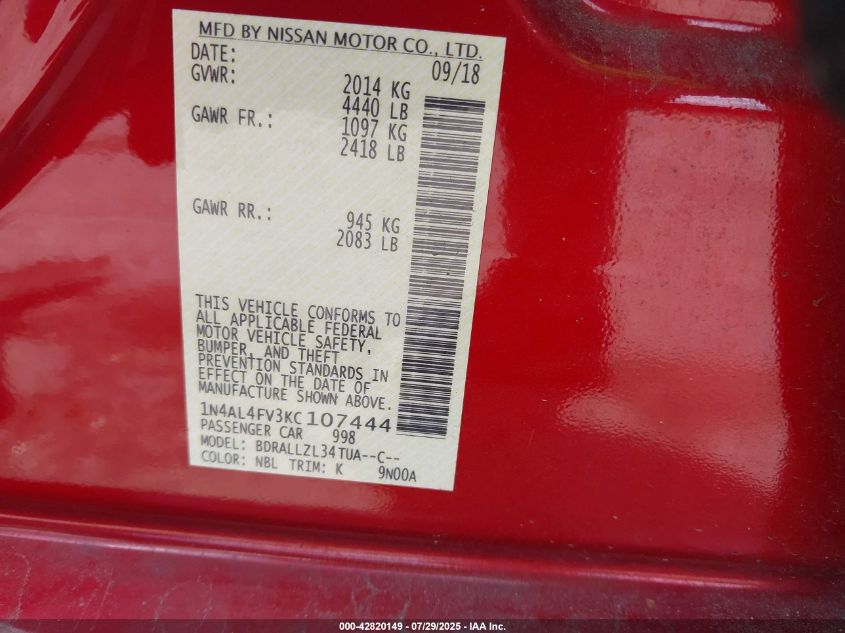 MFD BY NISSAN MOTOR CO., LTD.
DATE: 09/18
GVWR: 2014 KG
4440 LB
GAWR FR.: 1097 KG
2418 LB
GAWR RR.: 945 KG
2083 LB
THIS VEHICLE CONFORMS TO
ALL APPLICABLE FEDERAL
MOTOR VEHICLE SAFETY,
BUMPER, AND THEFT
PREVENTION STANDARDS IN
EFFECT ON THE DATE OF
MANUFACTURE SHOWN ABOVE.
1N4AL4FV3KC107444
PASSENGER CAR 998
MODEL: BDRALLZL34TUA--C--
COLOR: NBL TRIM: K 9N00A
000-42820149 - 07/29/2025 - IAA Inc.